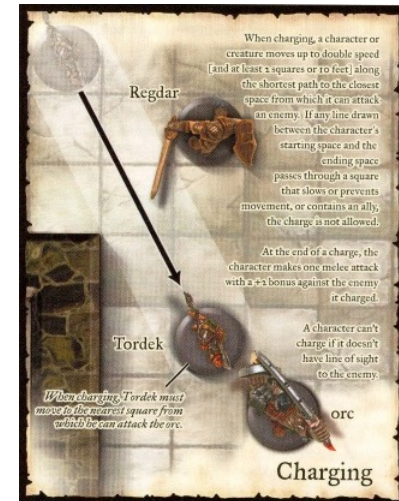 When charging, a character or
creature moves up to double speed
[and at least 2 squares or 10 feet] along
the shortest path to the closest
space from which it can attack
an enemy. If any line drawn
between the character's
starting space and the
ending space
passes through a square
that slows or prevents
movement, or contains an ally,
the charge is not allowed.
Regdar
At the end of a charge, the
character makes one melee attack
with a +2 bonus against the enemy
it charged.
A character can't
charge if it doesn't
have line of sight
to the enemy.
Tordek
When charging, Tordek must
move to the nearest square from
which he can attack the orc.
orc
Charging